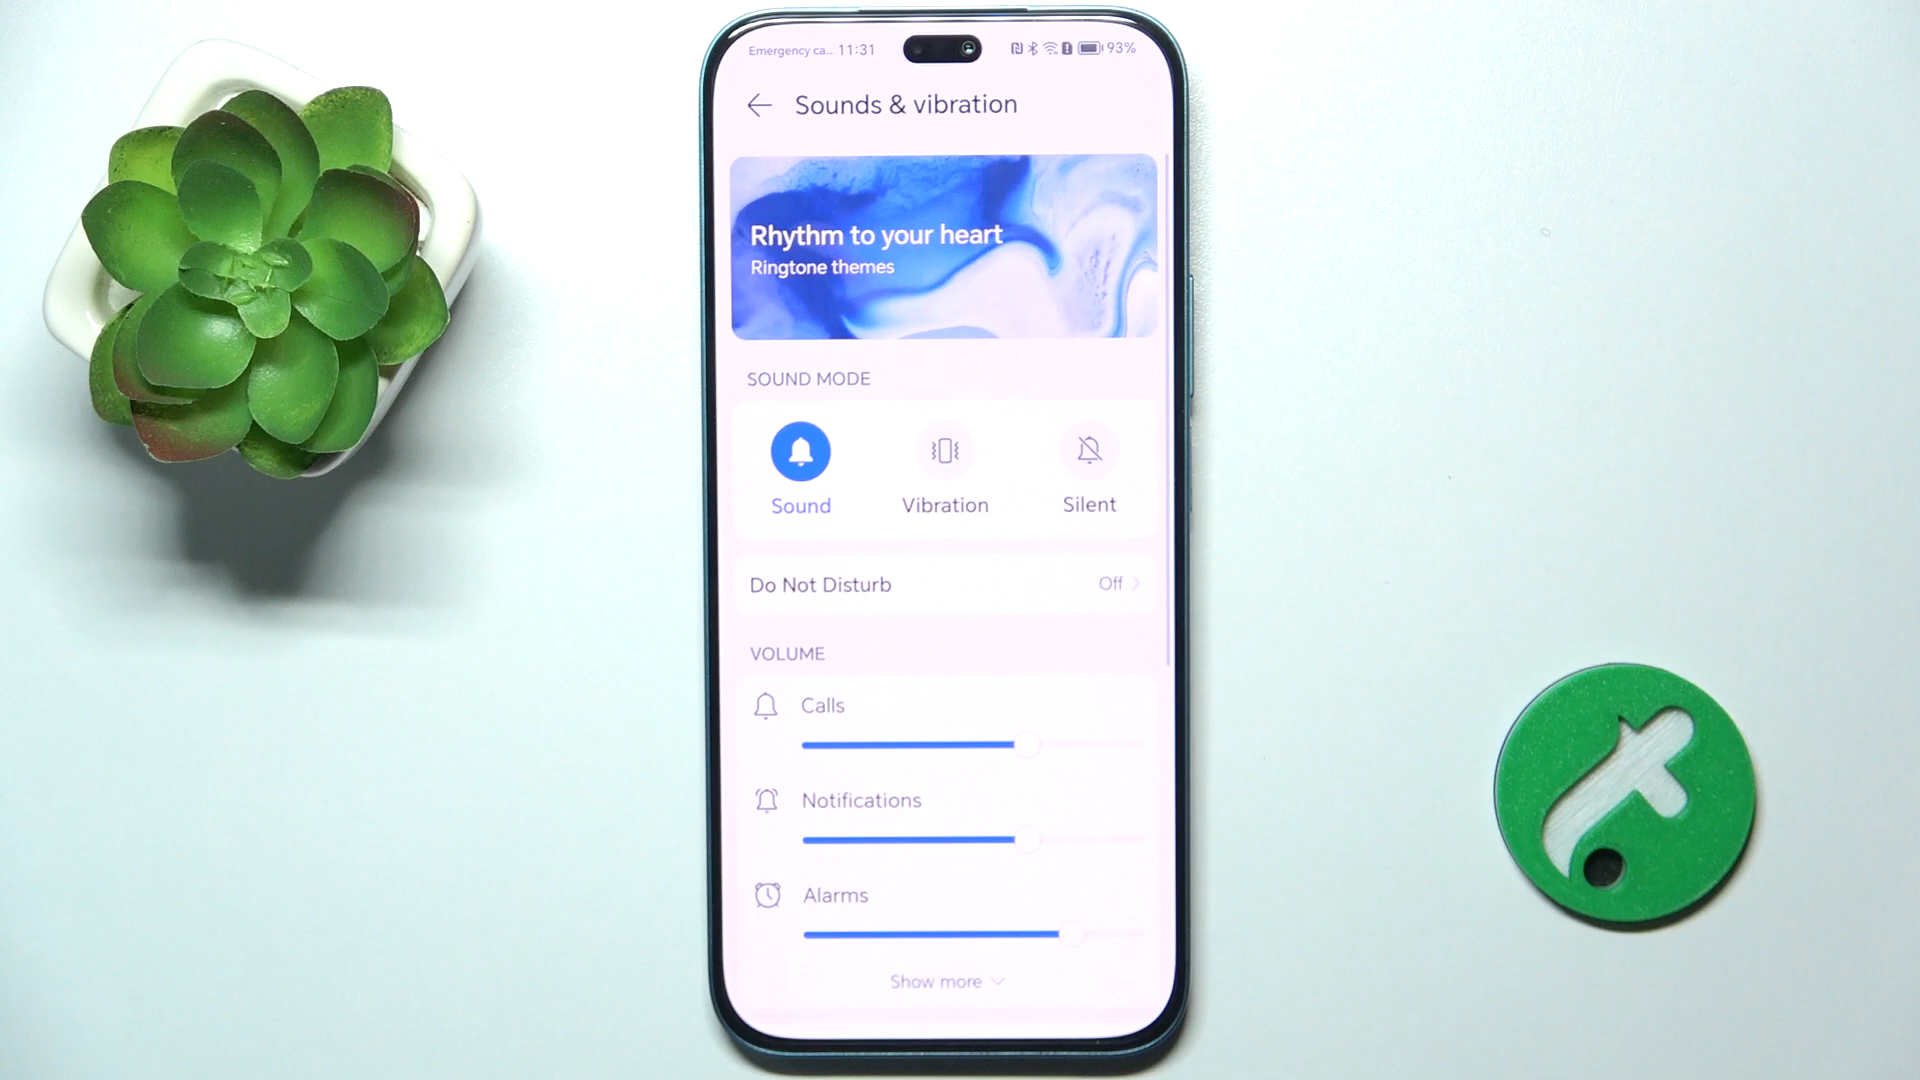 Emergency ca... 11:31 93%
Sounds & vibration
Rhythm to your heart
Ringtone themes
SOUND MODE
Sound Vibration Silent
Do Not Disturb Off
VOLUME
Calls
Notifications
Alarms
Show more